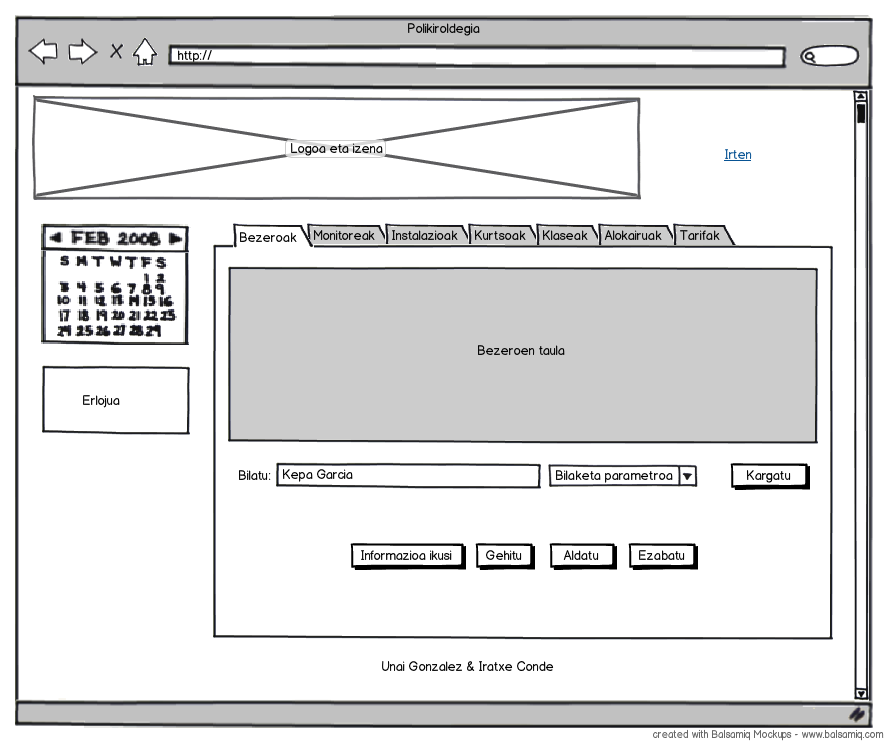 Polikiroldegia
http://
Logoa eta izena
Irten
FEB 2008
S M T W T F S
1 2
3 4 5 6 7 8 9
10 11 12 13 14 15 16
17 18 19 20 21 22 23
24 25 26 27 28 29
Erlojua
Bezeroak Monitoreak Instalazioak Kurtsoak Klaseak Alokairuak Tarifak
Bezeroen taula
Bilatu: Kepa Garcia Bilaketa parametroa Kargatu
Informazioa ikusi Gehitu Aldatu Ezabatu
Unai Gonzalez & Iratxe Conde
created with Balsamiq Mockups - www.balsamiq.com